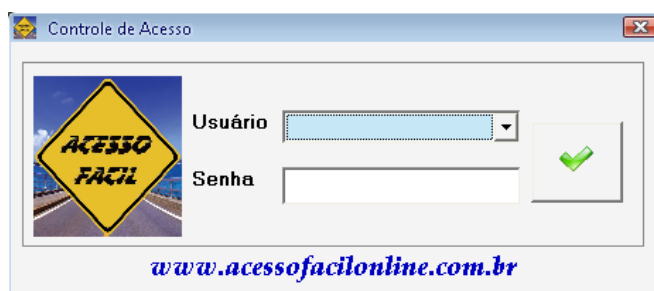 Controle de Acesso
ACESSO
FACIL
Usuário
Senha
www.acessofacilonline.com.br